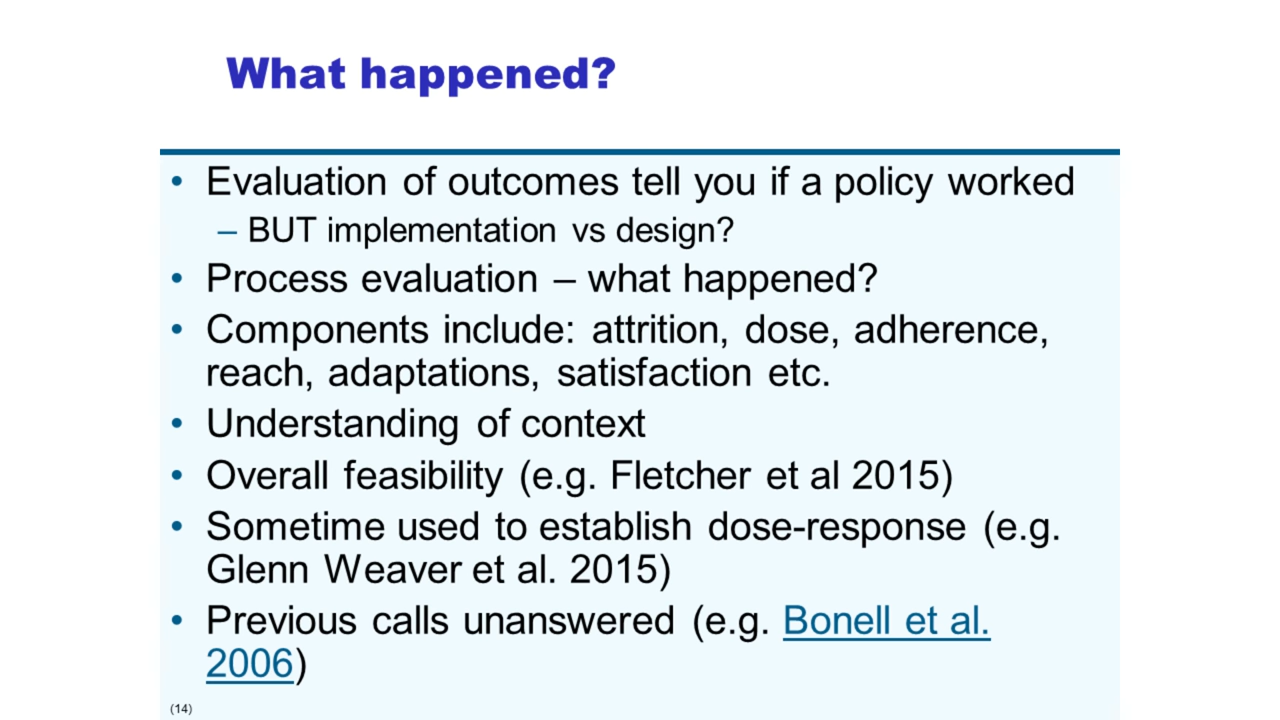 What happened?
• Evaluation of outcomes tell you if a policy worked
– BUT implementation vs design?
• Process evaluation – what happened?
• Components include: attrition, dose, adherence,
reach, adaptations, satisfaction etc.
• Understanding of context
• Overall feasibility (e.g. Fletcher et al 2015)
• Sometime used to establish dose-response (e.g.
Glenn Weaver et al. 2015)
• Previous calls unanswered (e.g. Bonell et al.
2006)
(14)